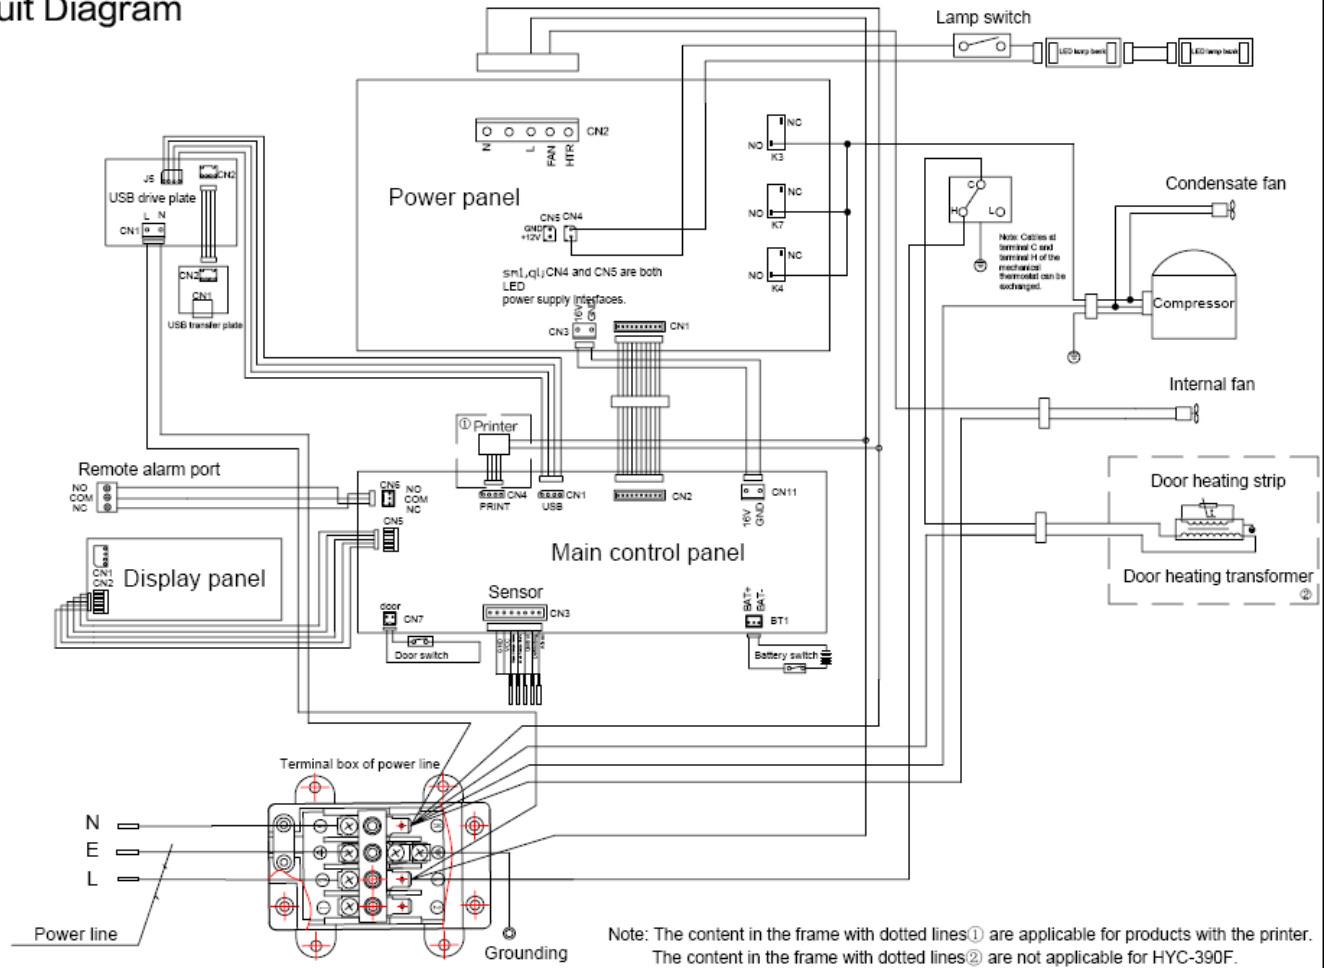 uit Diagram
Lamp switch
LED lamp bank
LED lamp bank
CN2
N
L
FAN
HTR
NC
NO
K3
J5
CN2
USB drive plate
L N
CN1
Power panel
NC
NO
K7
C
H
L
Condensate fan
CN5 CN4
GND
+12V
Note: Cables at
terminal C and
terminal H of the
mechanical
thermostat can be
exchanged.
NC
NO
K4
sm1,ql;CN4 and CN5 are both
LED
power supply interfaces.
CN2
CN1
USB transfer plate
16V
GND
CN3
CN1
Compressor
Internal fan
① Printer
Remote alarm port
NO
COM
NC
CN6
NO
COM
NC
CN4
PRINT
CN1
USB
CN2
CN11
16V
GND
Door heating strip
CN5
Main control panel
CN1
CN2
Display panel
Door heating transformer
②
Sensor
CN3
door
CN7
BAT+
BAT-
BT1
Door switch
Battery switch
GND
VCC
Terminal box of power line
N
E
L
Power line
Grounding
Note: The content in the frame with dotted lines① are applicable for products with the printer.
The content in the frame with dotted lines② are not applicable for HYC-390F.